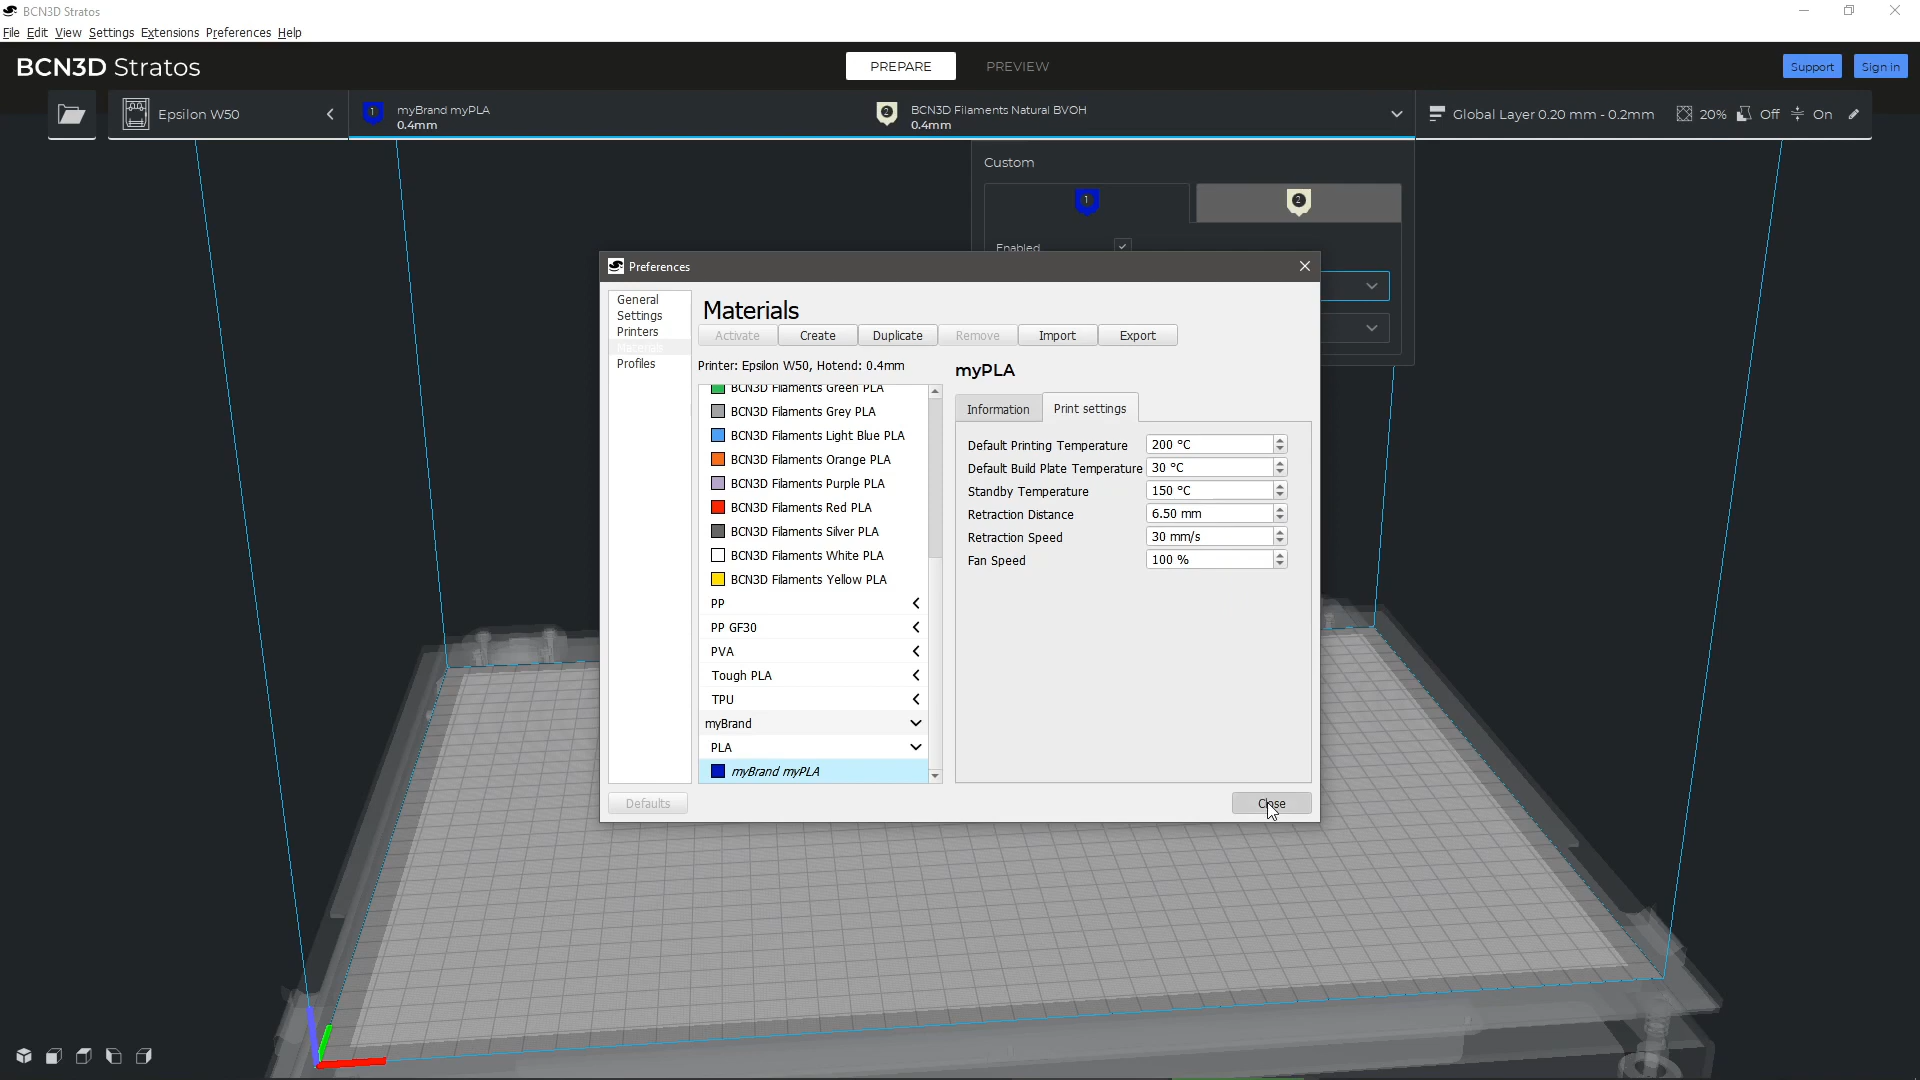 BCN3D Stratos
File Edit View Settings Extensions Preferences Help
BCN3D Stratos
PREPARE
PREVIEW
Support
Sign in
Epsilon W50
1
myBrand myPLA
0.4mm
2
BCN3D Filaments Natural BVOH
0.4mm
Global Layer 0.20 mm - 0.2mm
20%
Off
On
Custom
1
2
Enabled
Preferences
General
Settings
Printers
Materials
Profiles
Materials
Activate
Create
Duplicate
Remove
Import
Export
Printer: Epsilon W50, Hotend: 0.4mm
BCN3D Filaments Green PLA
BCN3D Filaments Grey PLA
BCN3D Filaments Light Blue PLA
BCN3D Filaments Orange PLA
BCN3D Filaments Purple PLA
BCN3D Filaments Red PLA
BCN3D Filaments Silver PLA
BCN3D Filaments White PLA
BCN3D Filaments Yellow PLA
PP
PP GF30
PVA
Tough PLA
TPU
myBrand
PLA
myBrand myPLA
myPLA
Information
Print settings
Default Printing Temperature 200 °C
Default Build Plate Temperature 30 °C
Standby Temperature 150 °C
Retraction Distance 6.50 mm
Retraction Speed 30 mm/s
Fan Speed 100 %
Defaults
Close